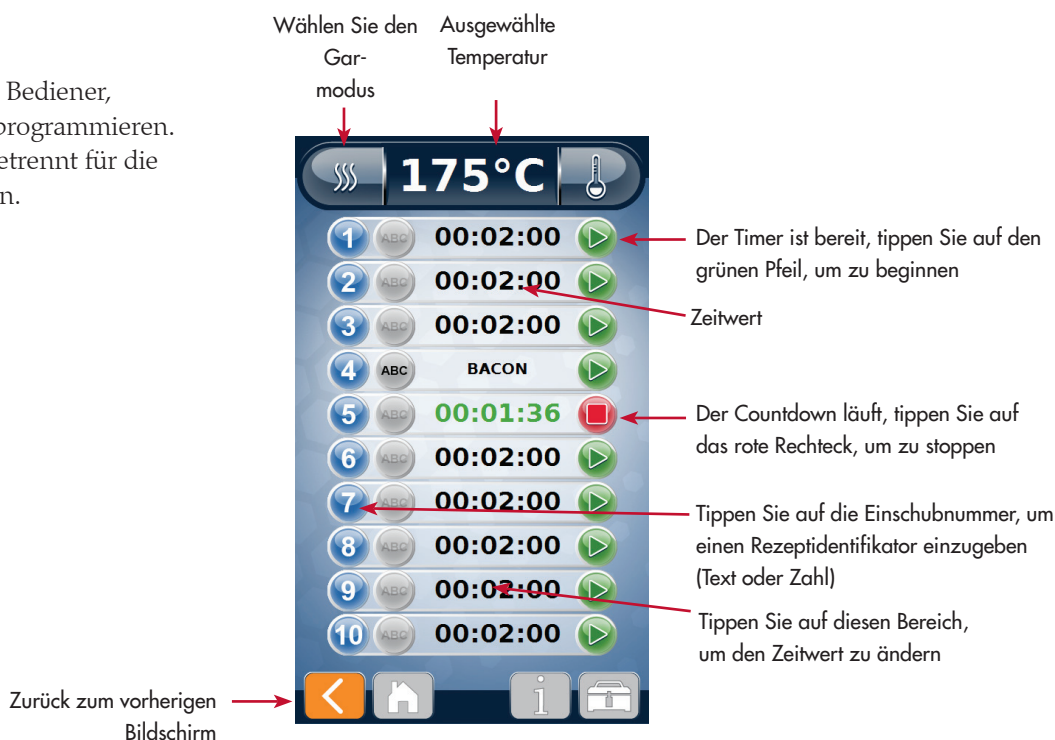 Wählen Sie den
Gar-
modus
Ausgewählte
Temperatur
Bediener,
programmieren.
etrennt für die
n.
175°C
1 ABC 00:02:00
2 ABC 00:02:00
3 ABC 00:02:00
4 ABC BACON
5 ABC 00:01:36
6 ABC 00:02:00
7 ABC 00:02:00
8 ABC 00:02:00
9 ABC 00:02:00
10 ABC 00:02:00
Der Timer ist bereit, tippen Sie auf den
grünen Pfeil, um zu beginnen
Zeitwert
Der Countdown läuft, tippen Sie auf
das rote Rechteck, um zu stoppen
Tippen Sie auf die Einschubnummer, um
einen Rezeptidentifikator einzugeben
(Text oder Zahl)
Tippen Sie auf diesen Bereich,
um den Zeitwert zu ändern
Zurück zum vorherigen
Bildschirm
i